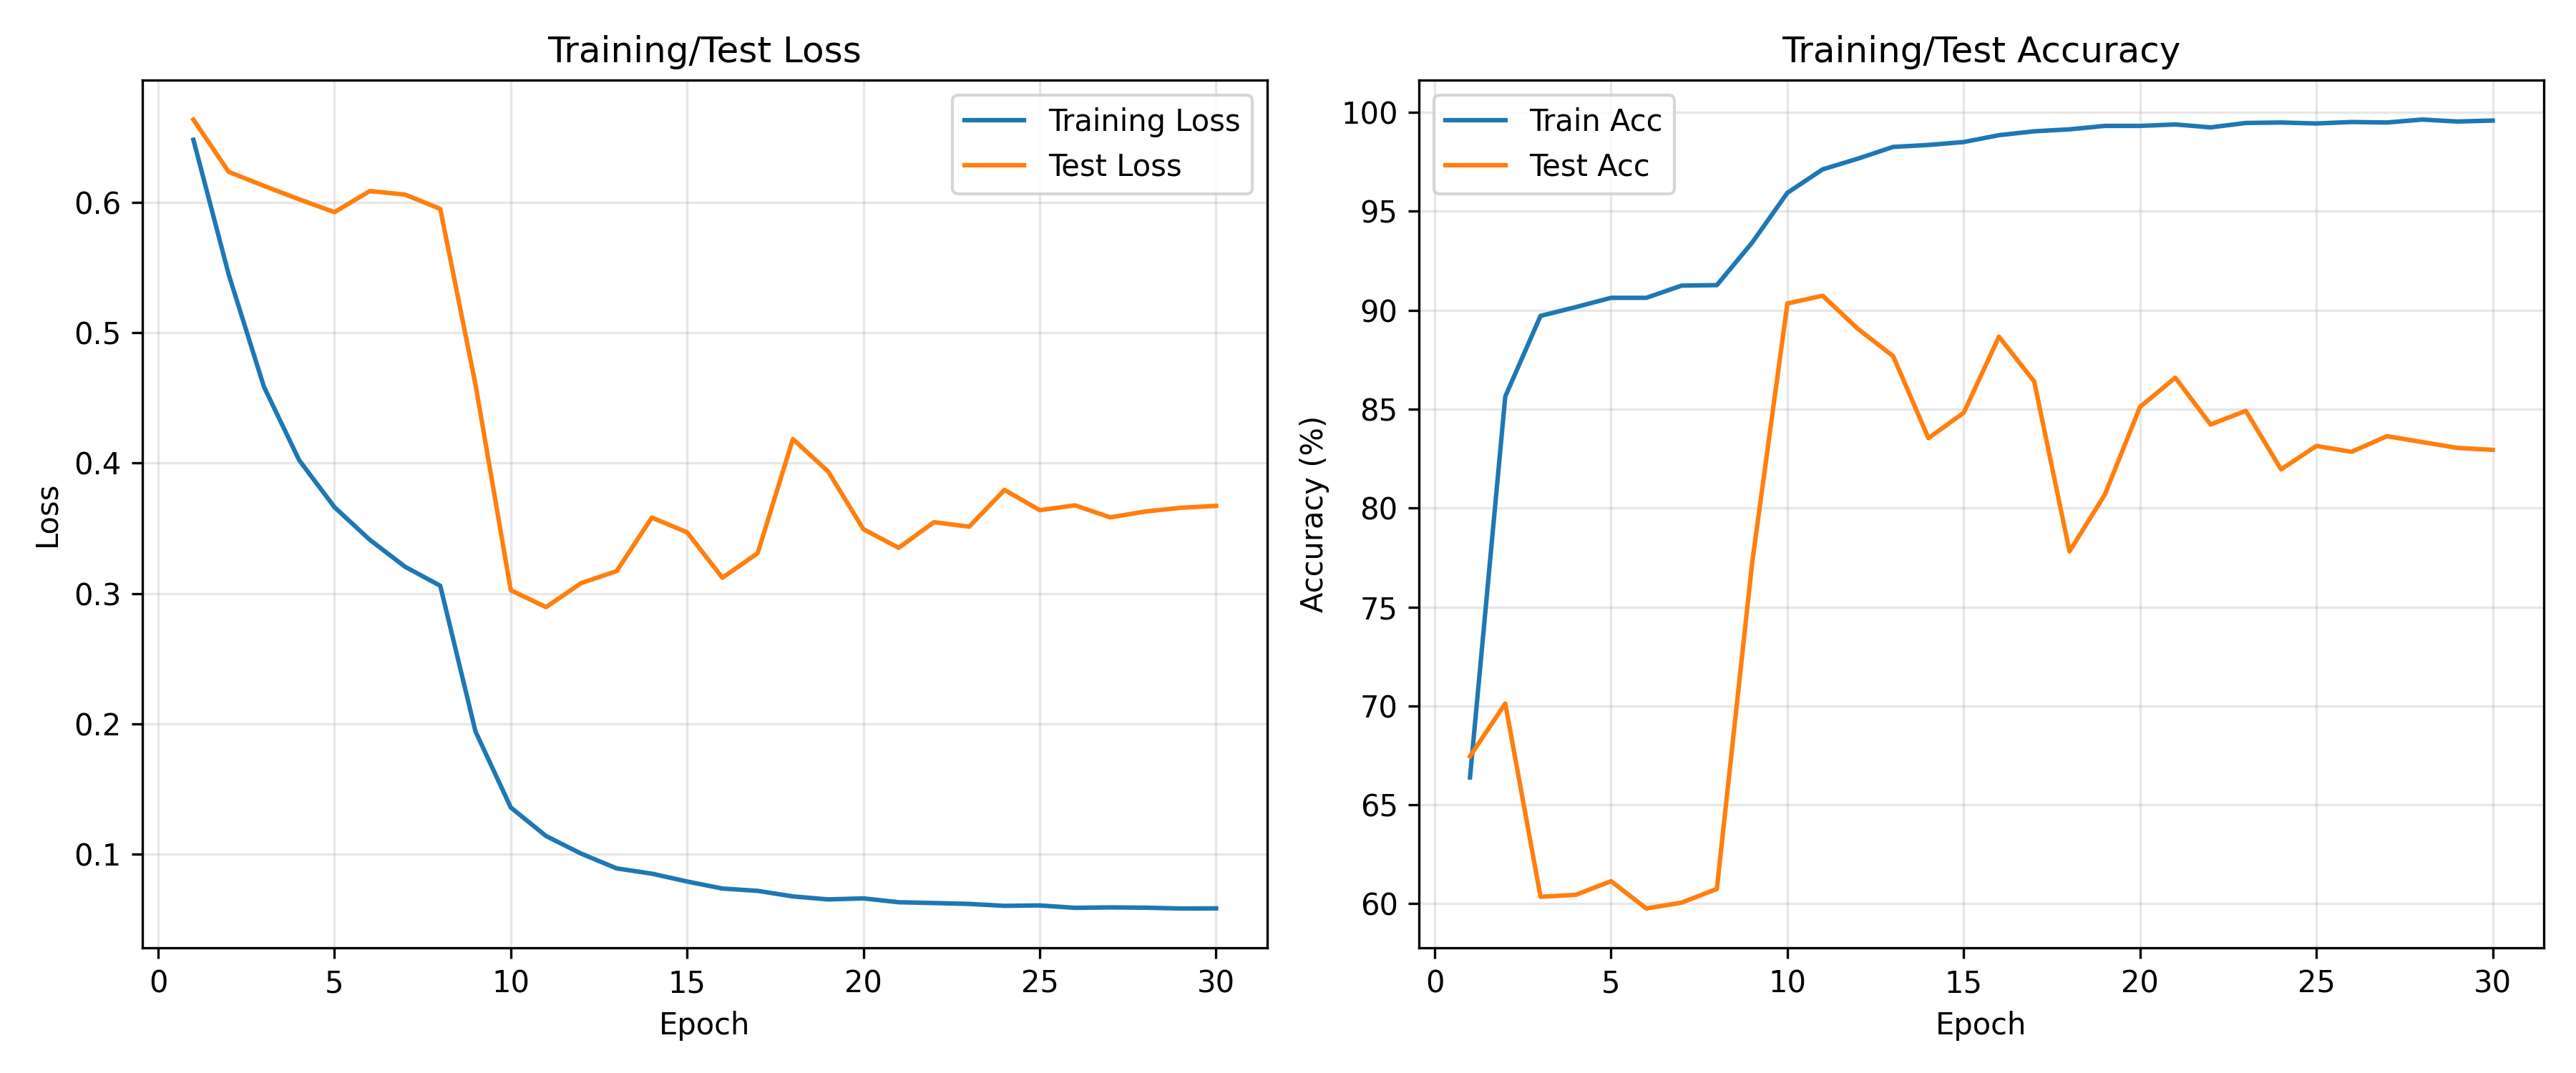 Training/Test Loss
Training Loss
Test Loss
0.6
0.5
0.4
0.3
0.2
0.1
Loss
0 5 10 15 20 25 30
Epoch
Training/Test Accuracy
Train Acc
Test Acc
100
95
90
85
80
75
70
65
60
Accuracy (%)
0 5 10 15 20 25 30
Epoch